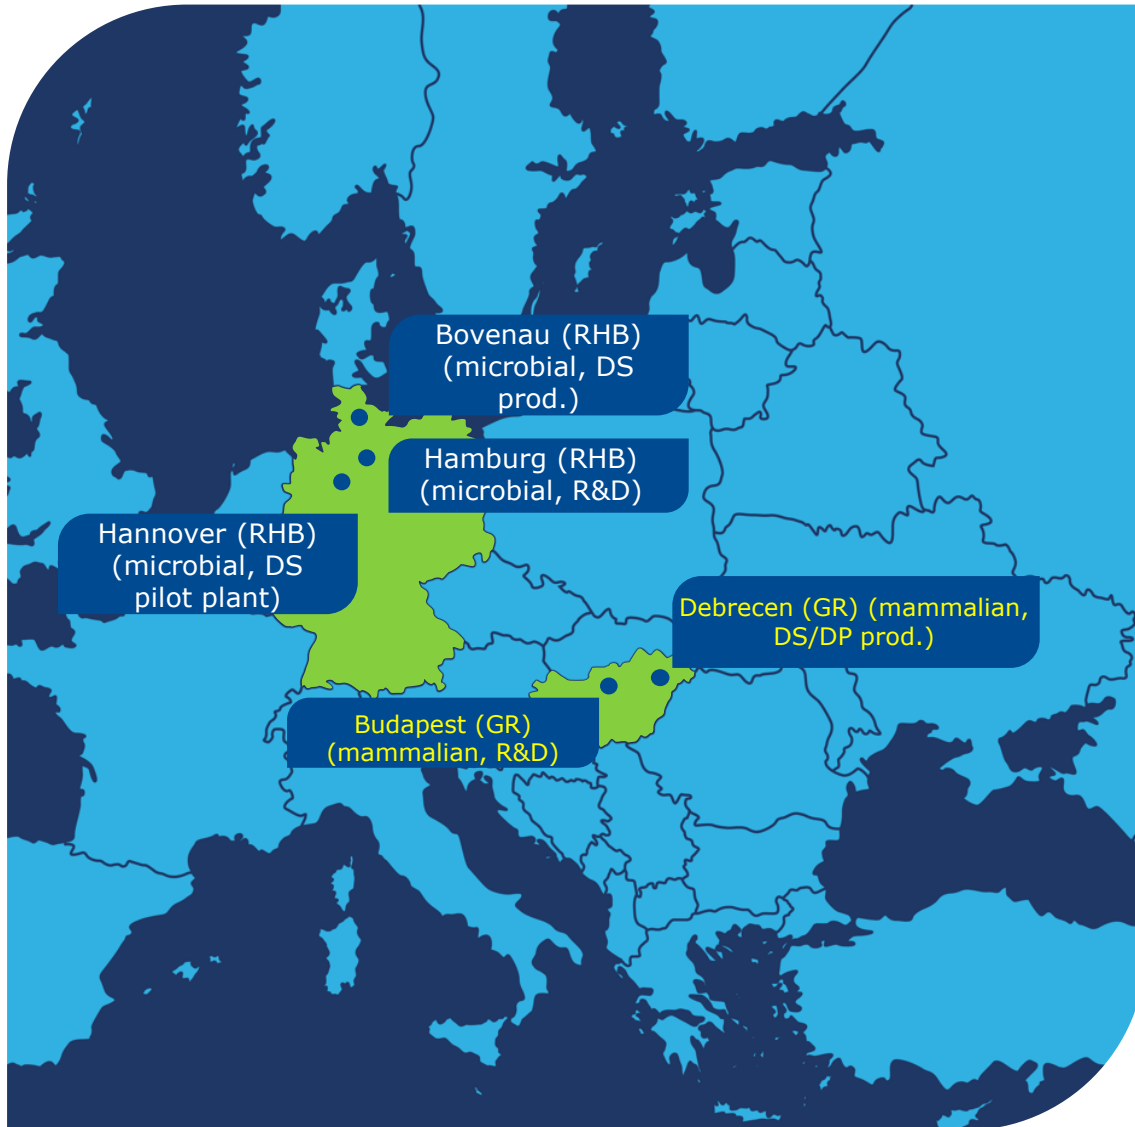 Bovenau (RHB)
(microbial, DS
prod.)
Hamburg (RHB)
(microbial, R&D)
Hannover (RHB)
(microbial, DS
pilot plant)
Debrecen (GR) (mammalian,
DS/DP prod.)
Budapest (GR)
(mammalian, R&D)